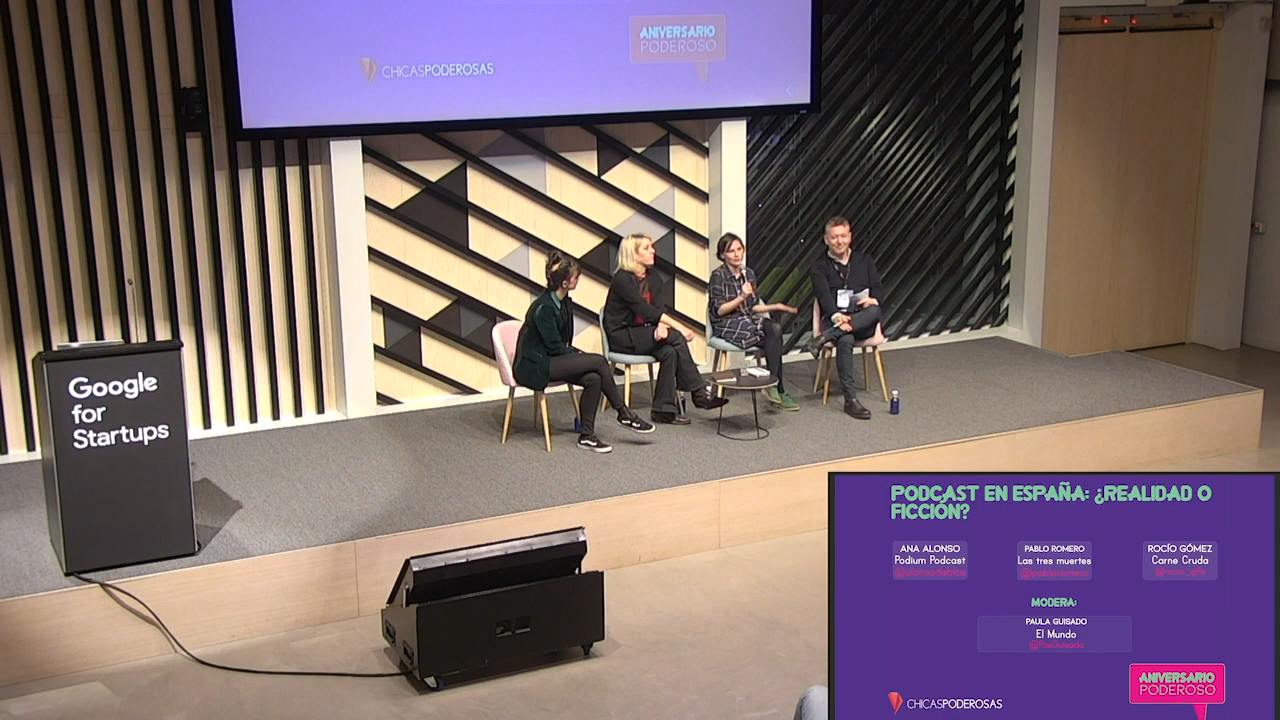 ANIVERSARIO
PODEROSO
CHICASPODEROSAS
Google
for
Startups
PODCAST EN ESPAÑA: ¿REALIDAD O
FICCIÓN?
ANA ALONSO
Podium Podcast
PABLO ROMERO
Las tres muertes
ROCÍO GÓMEZ
Carne Cruda
MODERA:
PAULA GUISADO
El Mundo
@PauGuisado
ANIVERSARIO
PODEROSO
CHICASPODEROSAS